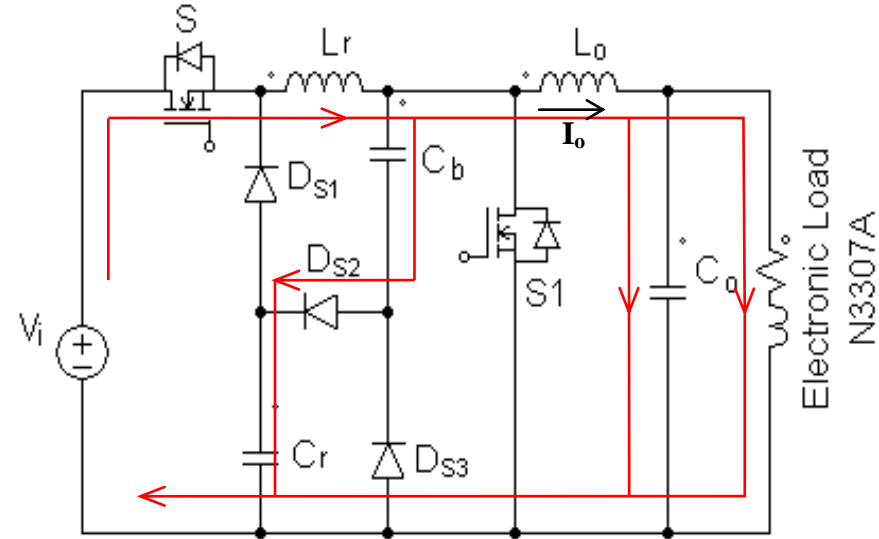 S
Lr
Lo
Io
DS1
Cb
DS2
S1
Co
Vi
Cr
DS3
Electronic Load
N3307A